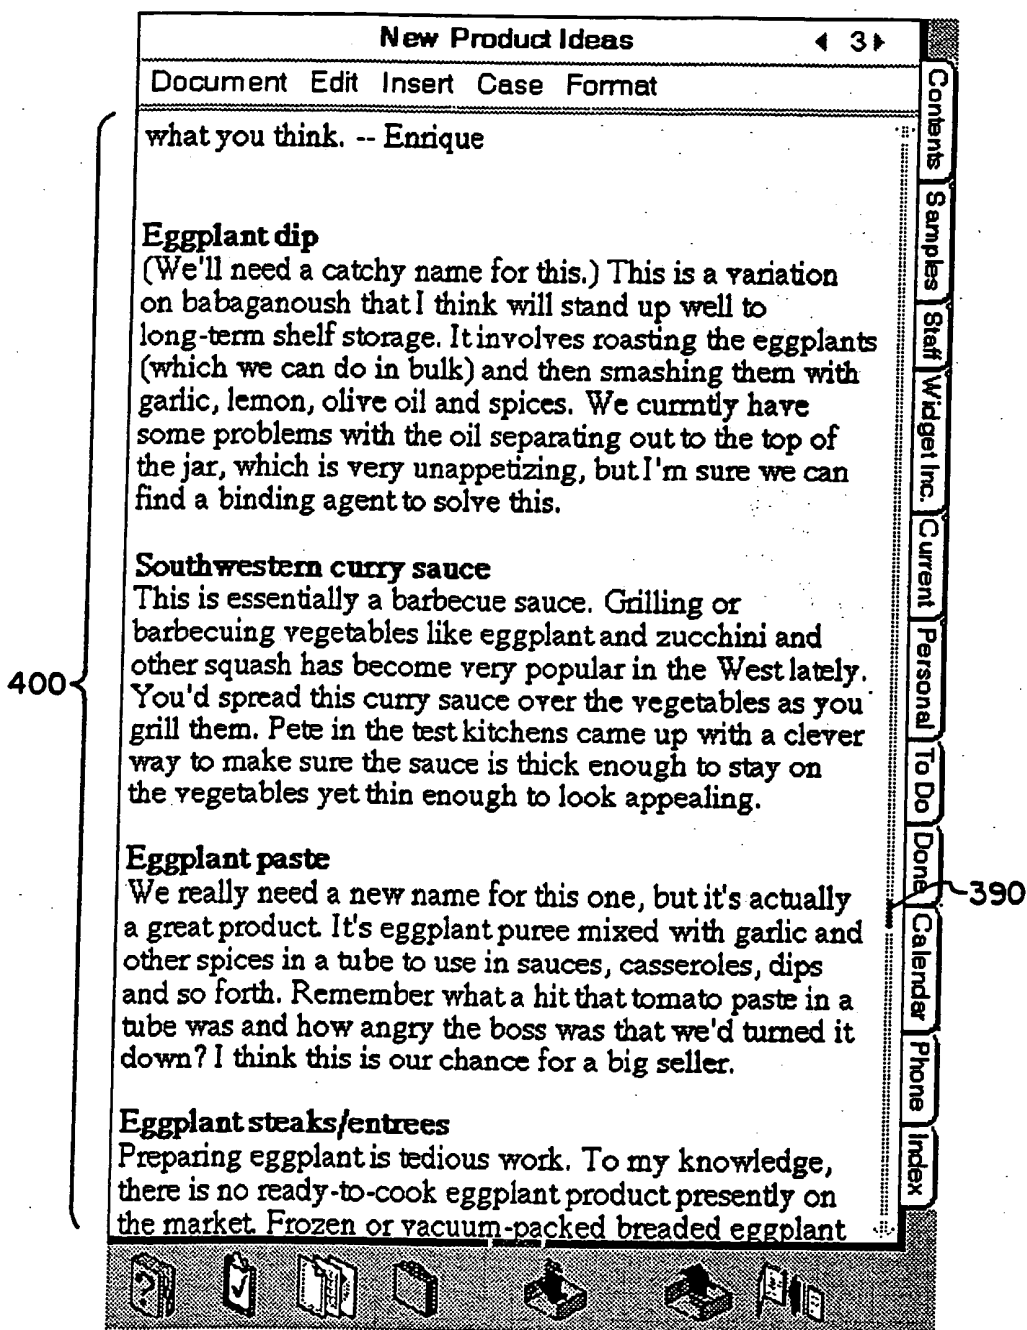 New Product Ideas 3
Document Edit Insert Case Format
what you think. -- Enrique
Eggplant dip
(We'll need a catchy name for this.) This is a variation
on babaganoush that I think will stand up well to
long-term shelf storage. It involves roasting the eggplants
(which we can do in bulk) and then smashing them with
garlic, lemon, olive oil and spices. We currntly have
some problems with the oil separating out to the top of
the jar, which is very unappetizing, but I'm sure we can
find a binding agent to solve this.
Southwestern curry sauce
This is essentially a barbecue sauce. Grilling or
barbecuing vegetables like eggplant and zucchini and
other squash has become very popular in the West lately.
You'd spread this curry sauce over the vegetables as you
grill them. Pete in the test kitchens came up with a clever
way to make sure the sauce is thick enough to stay on
the vegetables yet thin enough to look appealing.
Eggplant paste
We really need a new name for this one, but it's actually
a great product. It's eggplant puree mixed with garlic and
other spices in a tube to use in sauces, casseroles, dips
and so forth. Remember what a hit that tomato paste in a
tube was and how angry the boss was that we'd turned it
down? I think this is our chance for a big seller.
Eggplant steaks/entrees
Preparing eggplant is tedious work. To my knowledge,
there is no ready-to-cook eggplant product presently on
the market. Frozen or vacuum-packed breaded eggplant
Contents
Samples
Staff
Widget Inc.
Current
Personal
To Do
Done
Calendar
Phone
Index
400
390